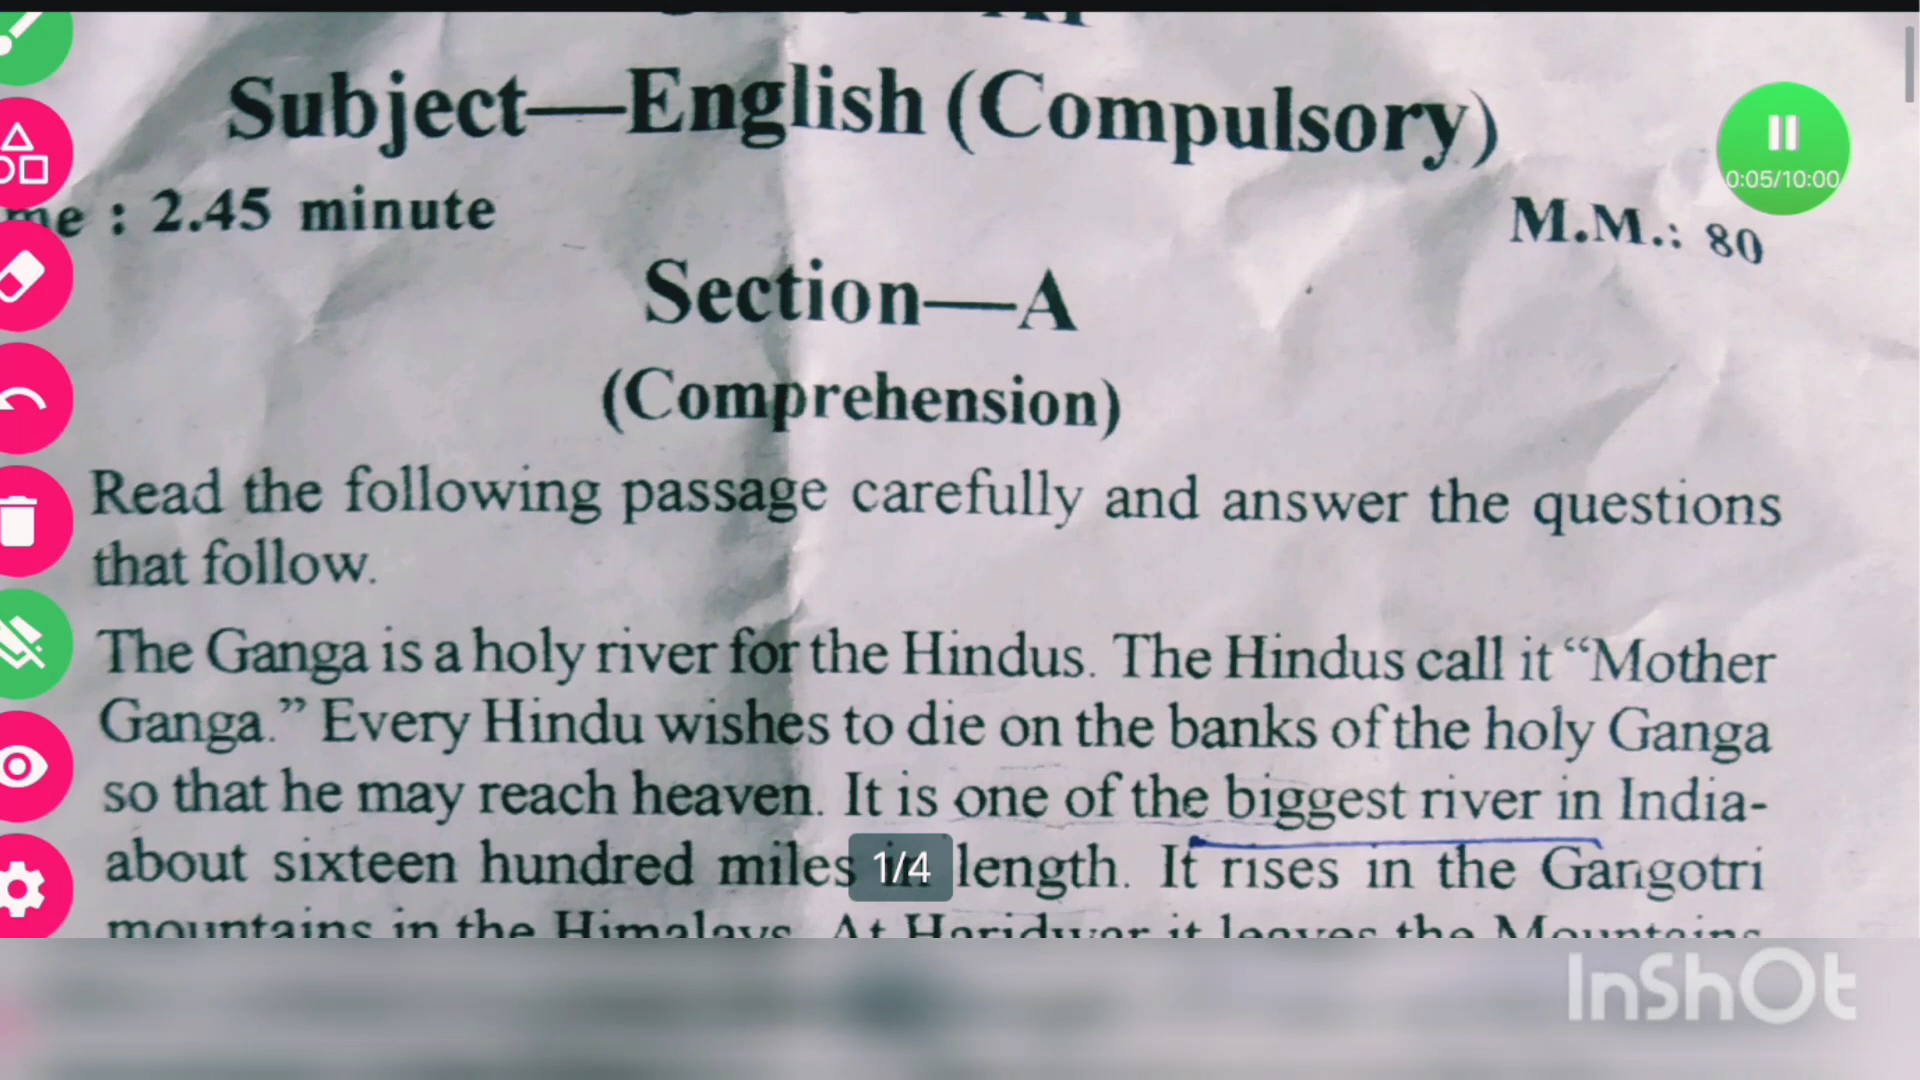 Subject—English (Compulsory)
0:05/10:00
me : 2.45 minute
M.M.: 80
Section—A
(Comprehension)
Read the following passage carefully and answer the questions
that follow.
The Ganga is a holy river for the Hindus. The Hindus call it “Mother
Ganga.” Every Hindu wishes to die on the banks of the holy Ganga
so that he may reach heaven. It is one of the biggest river in India-
about sixteen hundred miles in length. It rises in the Gangotri
1/4
mountains in the Himalays. At Haridwar it leaves the Mountains
InShOt